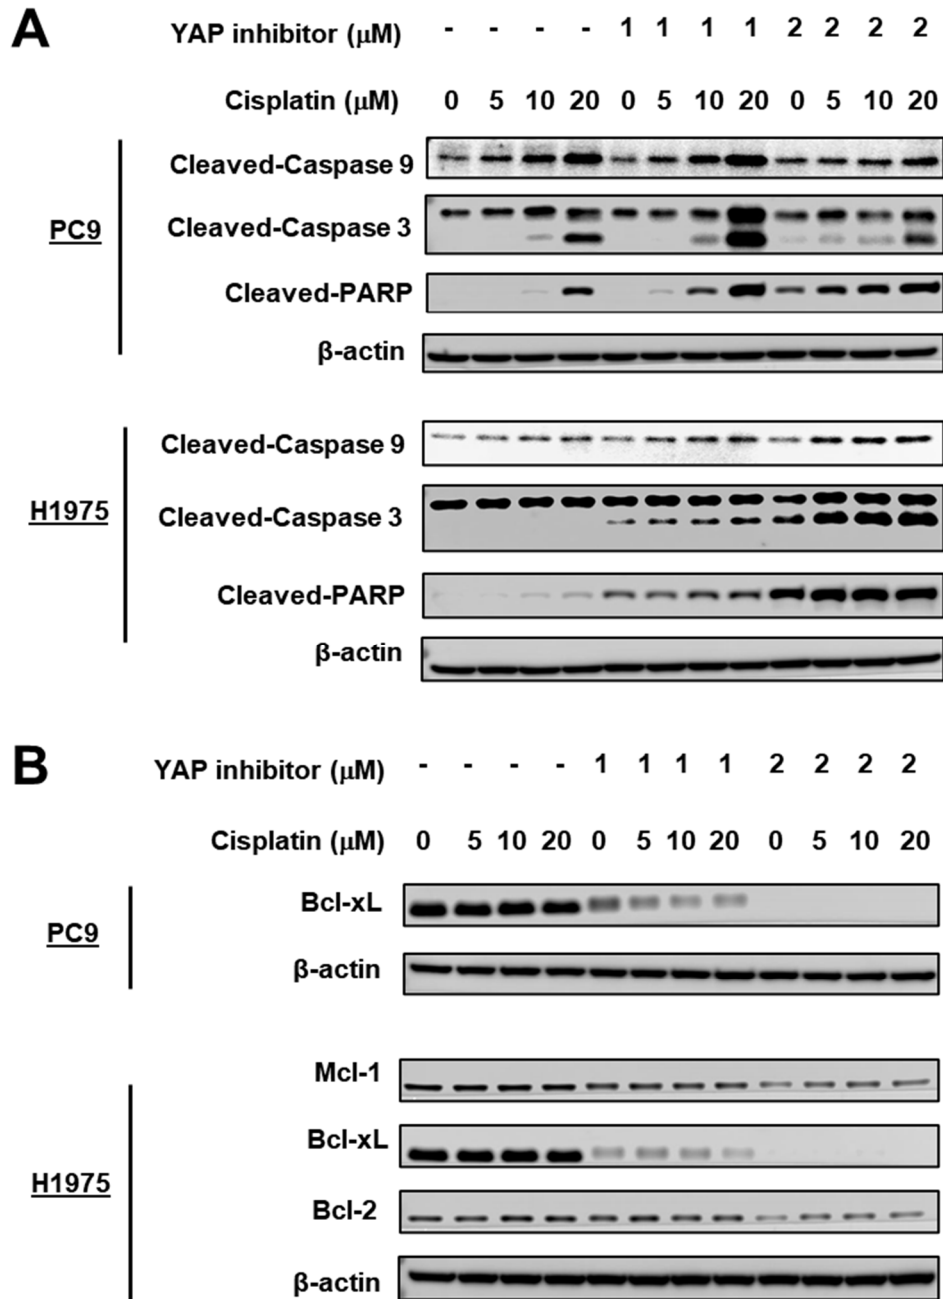 A
YAP inhibitor (μM) - - - - 1 1 1 1 2 2 2 2
Cisplatin (μM) 0 5 10 20 0 5 10 20 0 5 10 20
PC9
Cleaved-Caspase 9
Cleaved-Caspase 3
Cleaved-PARP
β-actin
H1975
Cleaved-Caspase 9
Cleaved-Caspase 3
Cleaved-PARP
β-actin
B
YAP inhibitor (μM) - - - - 1 1 1 1 2 2 2 2
Cisplatin (μM) 0 5 10 20 0 5 10 20 0 5 10 20
PC9
Bcl-xL
β-actin
H1975
Mcl-1
Bcl-xL
Bcl-2
β-actin